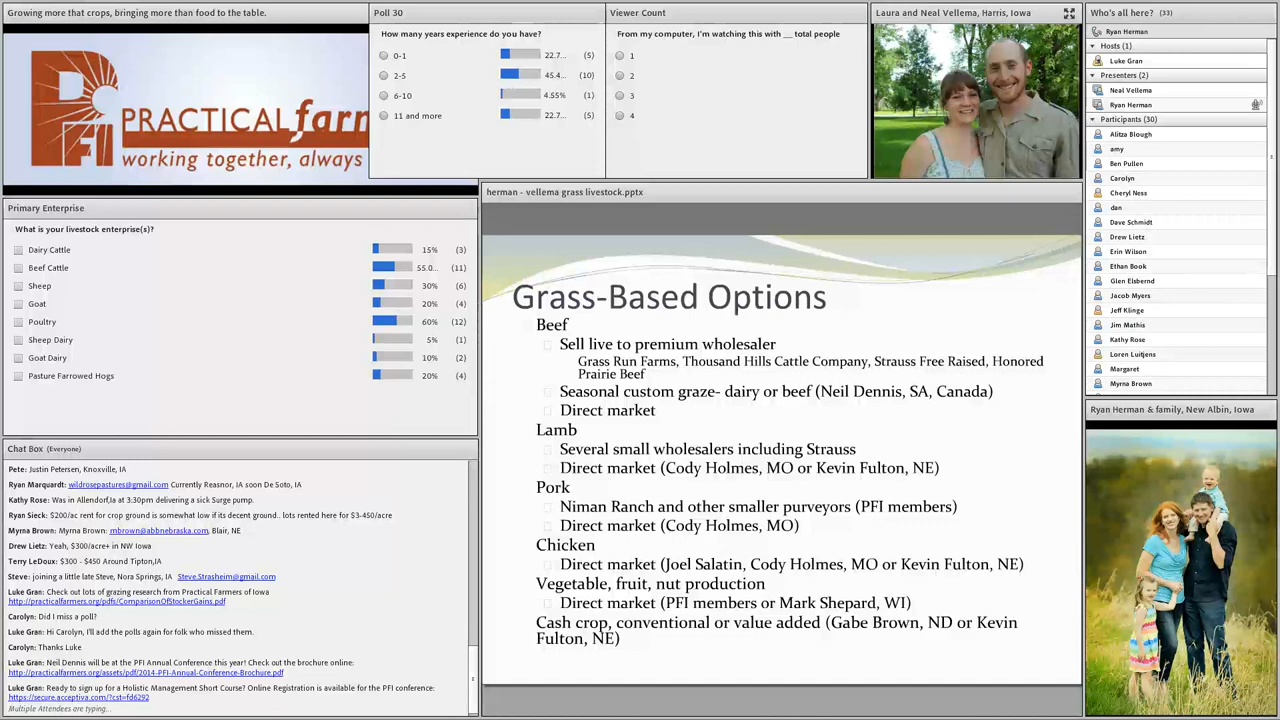 Growing more that crops, bringing more than food to the table.
PFI
PRACTICAL farm
working together, always
Poll 30
How many years experience do you have?
0-1 22.7... (5)
2-5 45.4... (10)
6-10 4.55% (1)
11 and more 22.7... (5)
Viewer Count
From my computer, I'm watching this with __ total people
1
2
3
4
Laura and Neal Vellema, Harris, Iowa
Who's all here? (33)
Ryan Herman
Hosts (1)
Luke Gran
Presenters (2)
Neal Vellema
Ryan Herman
Participants (30)
Alitza Blough
amy
Ben Pullen
Carolyn
Cheryl Ness
dan
Dave Schmidt
Drew Lietz
Erin Wilson
Ethan Book
Glen Elsbernd
Jacob Myers
Jeff Klinge
Jim Mathis
Kathy Rose
Loren Luitjens
Margaret
Myrna Brown
Primary Enterprise
What is your livestock enterprise(s)?
Dairy Cattle 15% (3)
Beef Cattle 55.0... (11)
Sheep 30% (6)
Goat 20% (4)
Poultry 60% (12)
Sheep Dairy 5% (1)
Goat Dairy 10% (2)
Pasture Farrowed Hogs 20% (4)
Chat Box (Everyone)
Pete: Justin Petersen, Knoxville, IA
Ryan Marquardt: wildrosepastures@gmail.com Currently Reasnor, IA soon De Soto, IA
Kathy Rose: Was in Allendorf,Ia at 3:30pm delivering a sick Surge pump.
Ryan Sieck: $200/ac rent for crop ground is somewhat low if its decent ground.. lots rented here for $3-450/acre
Myrna Brown: Myrna Brown: mbrown@abbnebraska.com, Blair, NE
Drew Lietz: Yeah, $300/acre+ in NW Iowa
Terry LeDoux: $300 - $450 Around Tipton,IA
Steve: joining a little late Steve, Nora Springs, IA Steve.Strasheim@gmail.com
Luke Gran: Check out lots of grazing research from Practical Farmers of Iowa
http://practicalfarmers.org/pdfs/ComparisonOfStockerGains.pdf
Carolyn: Did I miss a poll?
Luke Gran: Hi Carolyn, I'll add the polls again for folk who missed them.
Carolyn: Thanks Luke
Luke Gran: Neil Dennis will be at the PFI Annual Conference this year! Check out the brochure online:
http://practicalfarmers.org/assets/pdf/2014-PFI-Annual-Conference-Brochure.pdf
Luke Gran: Ready to sign up for a Holistic Management Short Course? Online Registration is available for the PFI conference:
https://secure.acceptiva.com/?cst=fd6292
Multiple Attendees are typing...
herman - vellema grass livestock.pptx
Grass-Based Options
Beef
Sell live to premium wholesaler
Grass Run Farms, Thousand Hills Cattle Company, Strauss Free Raised, Honored
Prairie Beef
Seasonal custom graze- dairy or beef (Neil Dennis, SA, Canada)
Direct market
Lamb
Several small wholesalers including Strauss
Direct market (Cody Holmes, MO or Kevin Fulton, NE)
Pork
Niman Ranch and other smaller purveyors (PFI members)
Direct market (Cody Holmes, MO)
Chicken
Direct market (Joel Salatin, Cody Holmes, MO or Kevin Fulton, NE)
Vegetable, fruit, nut production
Direct market (PFI members or Mark Shepard, WI)
Cash crop, conventional or value added (Gabe Brown, ND or Kevin
Fulton, NE)
Ryan Herman & family, New Albin, Iowa